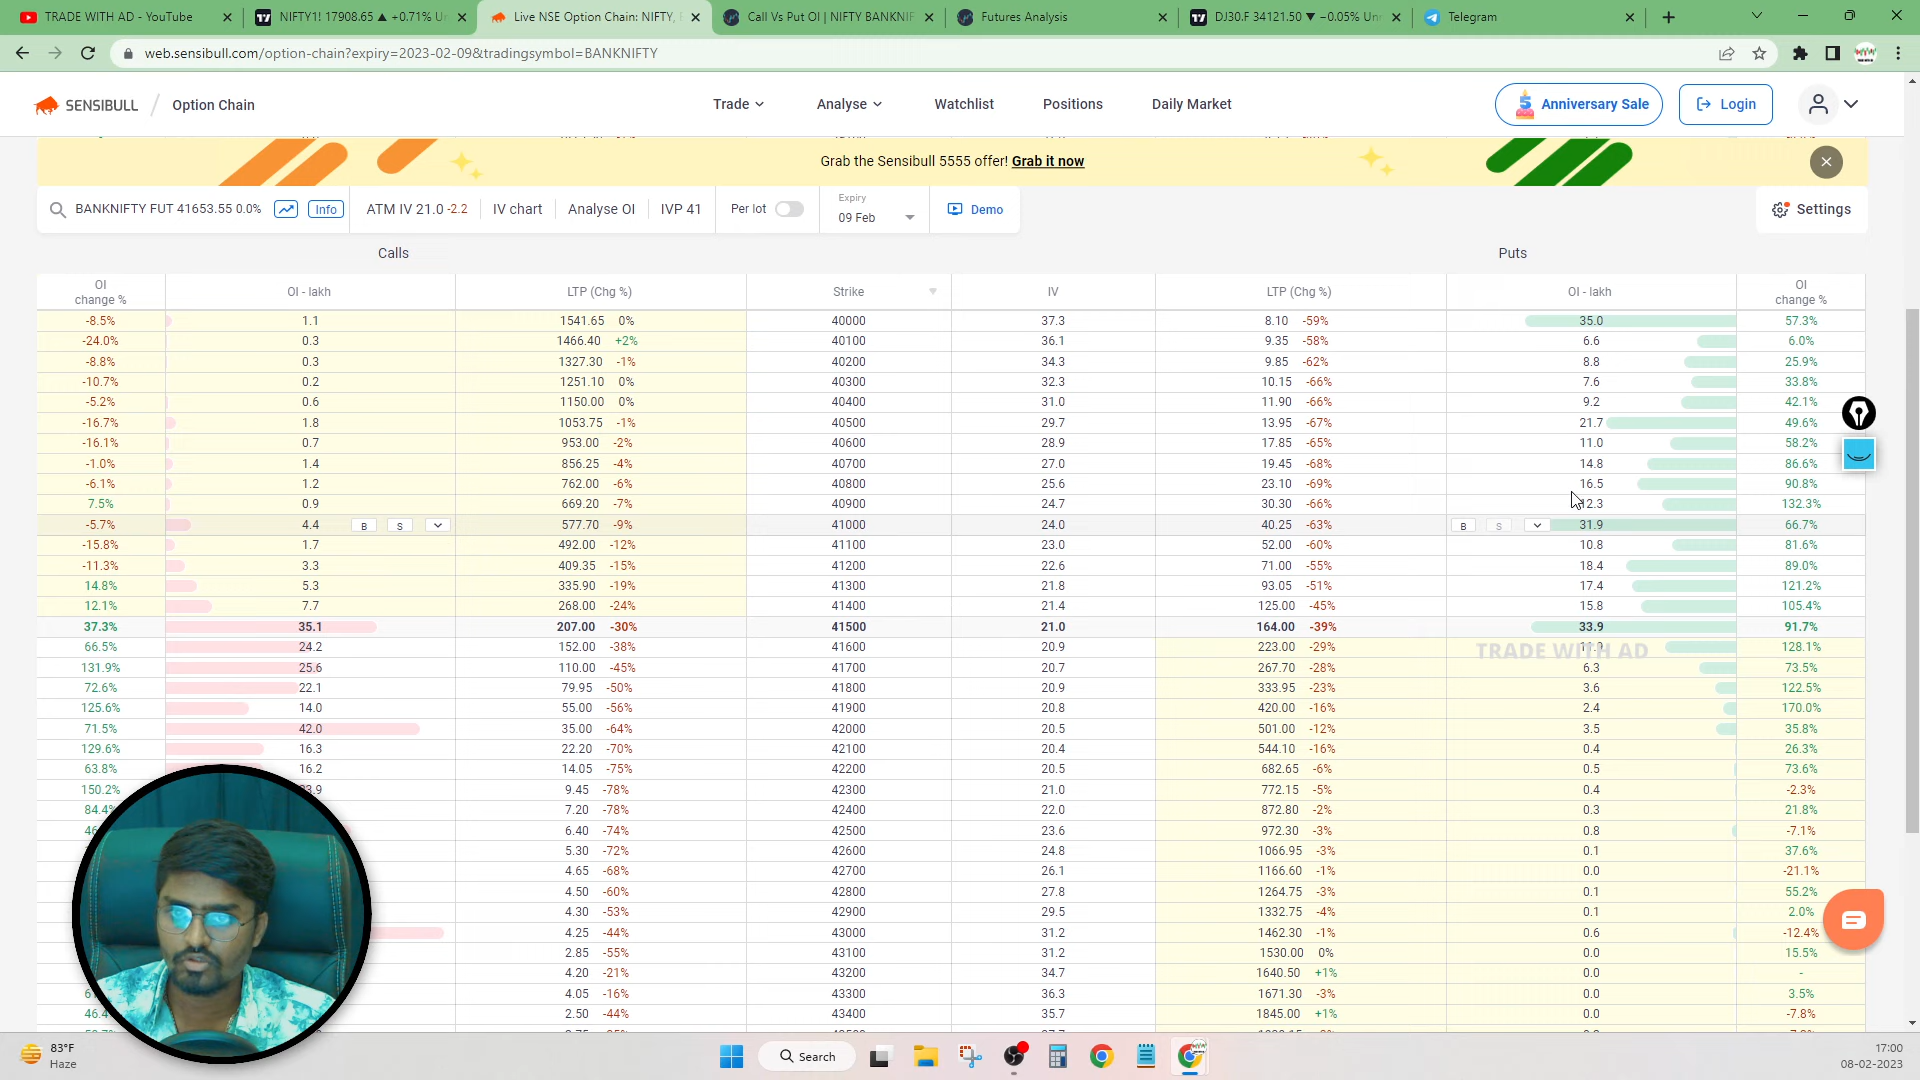 TRADE WITH AD - YouTube
NIFTY1! 17908.65 ▲ +0.71% Un
Live NSE Option Chain: NIFTY,
Call Vs Put OI | NIFTY BANKNIF
Futures Analysis
DJ30.F 34121.50 ▼ −0.05% Un
Telegram
web.sensibull.com/option-chain?expiry=2023-02-09&tradingsymbol=BANKNIFTY
SENSIBULL / Option Chain
Trade Analyse Watchlist Positions Daily Market
5 Anniversary Sale
Login
Grab the Sensibull 5555 offer! Grab it now
BANKNIFTY FUT 41653.55 0.0% Info ATM IV 21.0 -2.2 IV chart Analyse OI IVP 41 Per lot
Expiry
09 Feb
Demo
Settings
Calls Puts
OI change % OI - lakh LTP (Chg %) Strike IV LTP (Chg %) OI - lakh OI change %
-8.5% 1.1 1541.65 0% 40000 37.3 8.10 -59% 35.0 57.3%
-24.0% 0.3 1466.40 +2% 40100 36.1 9.35 -58% 6.6 6.0%
-8.8% 0.3 1327.30 -1% 40200 34.3 9.85 -62% 8.8 25.9%
-10.7% 0.2 1251.10 0% 40300 32.3 10.15 -66% 7.6 33.8%
-5.2% 0.6 1150.00 0% 40400 31.0 11.90 -66% 9.2 42.1%
-16.7% 1.8 1053.75 -1% 40500 29.7 13.95 -67% 21.7 49.6%
-16.1% 0.7 953.00 -2% 40600 28.9 17.85 -65% 11.0 58.2%
-1.0% 1.4 856.25 -4% 40700 27.0 19.45 -68% 14.8 86.6%
-6.1% 1.2 762.00 -6% 40800 25.6 23.10 -69% 16.5 90.8%
7.5% 0.9 669.20 -7% 40900 24.7 30.30 -66% 12.3 132.3%
-5.7% 4.4 B S 577.70 -9% 41000 24.0 40.25 -63% B S 31.9 66.7%
-15.8% 1.7 492.00 -12% 41100 23.0 52.00 -60% 10.8 81.6%
-11.3% 3.3 409.35 -15% 41200 22.6 71.00 -55% 18.4 89.0%
14.8% 5.3 335.90 -19% 41300 21.8 93.05 -51% 17.4 121.2%
12.1% 7.7 268.00 -24% 41400 21.4 125.00 -45% 15.8 105.4%
37.3% 35.1 207.00 -30% 41500 21.0 164.00 -39% 33.9 91.7%
66.5% 24.2 152.00 -38% 41600 20.9 223.00 -29% 128.1%
TRADE WITH AD
131.9% 25.6 110.00 -45% 41700 20.7 267.70 -28% 6.3 73.5%
72.6% 22.1 79.95 -50% 41800 20.9 333.95 -23% 3.6 122.5%
125.6% 14.0 55.00 -56% 41900 20.8 420.00 -16% 2.4 170.0%
71.5% 42.0 35.00 -64% 42000 20.5 501.00 -12% 3.5 35.8%
129.6% 16.3 22.20 -70% 42100 20.4 544.10 -16% 0.4 26.3%
63.8% 16.2 14.05 -75% 42200 20.5 682.65 -6% 0.5 73.6%
150.2% 9.45 -78% 42300 21.0 772.15 -5% 0.4 -2.3%
84.4% 7.20 -78% 42400 22.0 872.80 -2% 0.3 21.8%
6.40 -74% 42500 23.6 972.30 -3% 0.8 -7.1%
5.30 -72% 42600 24.8 1066.95 -3% 0.1 37.6%
4.65 -68% 42700 26.1 1166.60 -1% 0.0 -21.1%
4.50 -60% 42800 27.8 1264.75 -3% 0.1 55.2%
4.30 -53% 42900 29.5 1332.75 -4% 0.1 2.0%
4.25 -44% 43000 31.2 1462.30 -1% 0.6 -12.4%
2.85 -55% 43100 31.2 1530.00 0% 0.0 15.5%
4.20 -21% 43200 34.7 1640.50 +1% 0.0 -
4.05 -16% 43300 36.3 1671.30 -3% 0.0 3.5%
46.4% 2.50 -44% 43400 35.7 1845.00 +1% 0.0 -7.8%
83°F
Haze
Search
17:00
08-02-2023